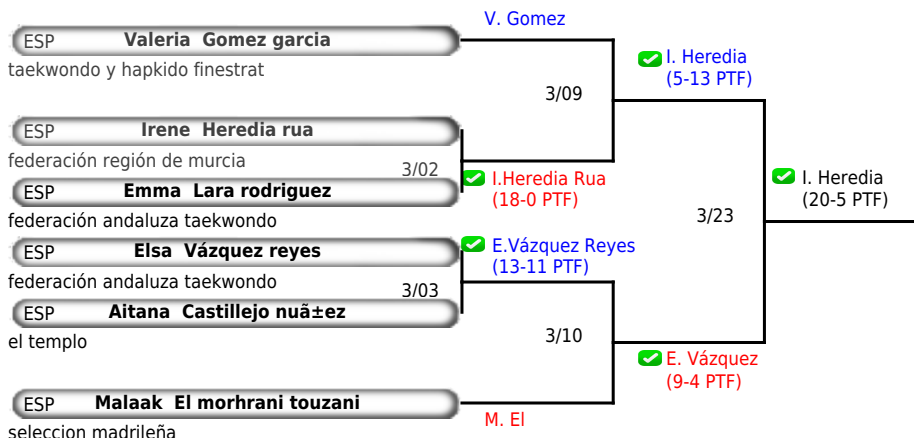 V. Gomez
ESP Valeria Gomez garcia
taekwondo y hapkido finestrat
I. Heredia
(5-13 PTF)
3/09
ESP Irene Heredia rua
federación región de murcia
3/02
I.Heredia Rua
(18-0 PTF)
ESP Emma Lara rodriguez
federación andaluza taekwondo
I. Heredia
(20-5 PTF)
3/23
ESP Elsa Vázquez reyes
federación andaluza taekwondo
E.Vázquez Reyes
(13-11 PTF)
3/03
ESP Aitana Castillejo nuã±ez
el templo
3/10
E. Vázquez
(9-4 PTF)
ESP Malaak El morhrani touzani
seleccion madrileña
M. El